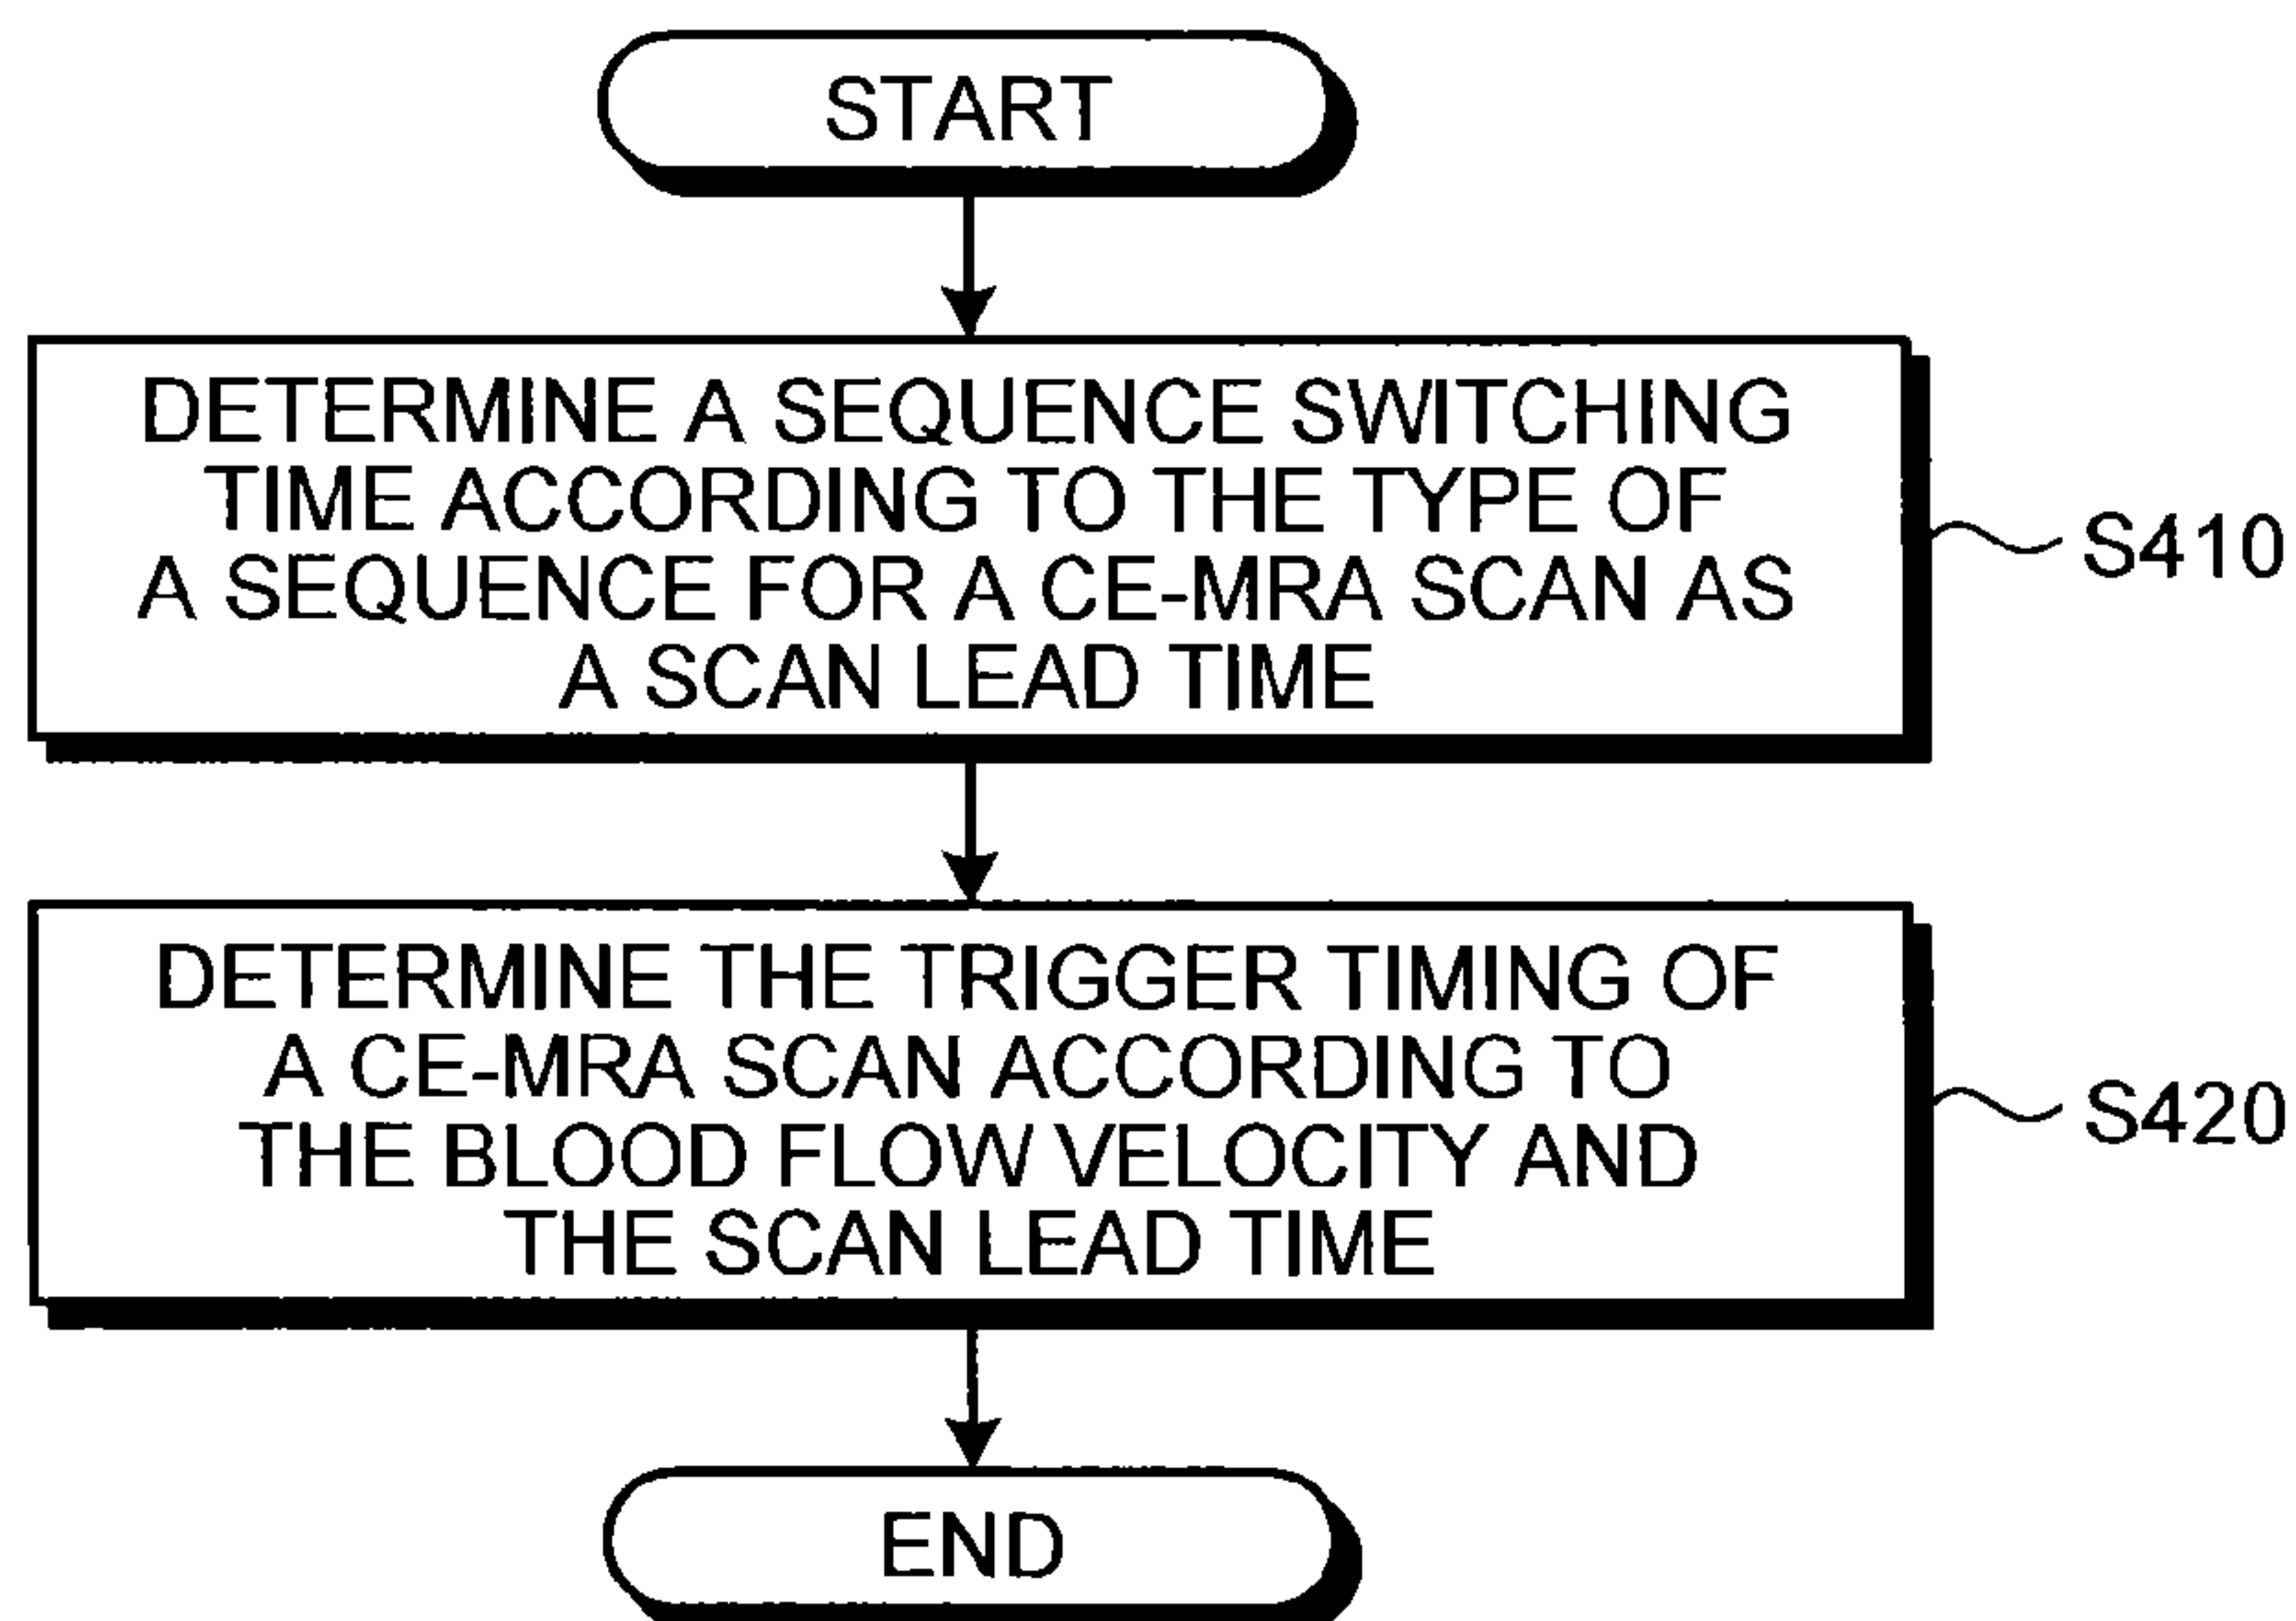 START
DETERMINE A SEQUENCE SWITCHING
TIME ACCORDING TO THE TYPE OF
A SEQUENCE FOR A CE-MRA SCAN AS
A SCAN LEAD TIME
S410
DETERMINE THE TRIGGER TIMING OF
A CE-MRA SCAN ACCORDING TO
THE BLOOD FLOW VELOCITY AND
THE SCAN LEAD TIME
S420
END